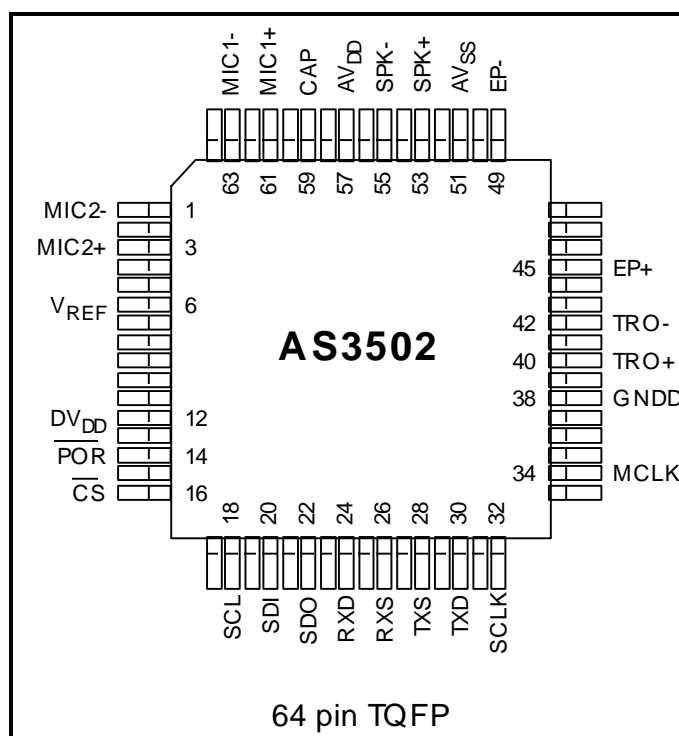 MIC1-
MIC1+
CAP
AVDD
SPK-
SPK+
AVSS
EP-
63
61
59
57
55
53
51
49
MIC2- 1
MIC2+ 3
VREF 6
DVDD 12
POR 14
CS 16
AS3502
45 EP+
42 TRO-
40 TRO+
38 GNDD
34 MCLK
18
20
22
24
26
28
30
32
SCL
SDI
SDO
RXD
RXS
TXS
TXD
SCLK
64 pin TQFP